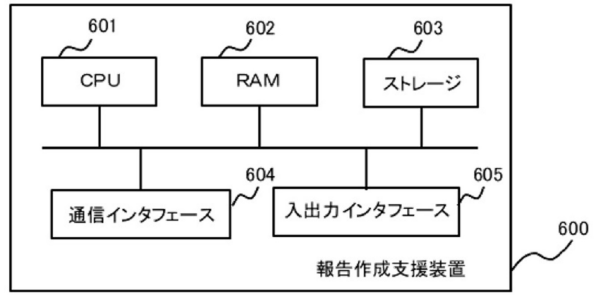 601
602
603
CPU
RAM
ストレージ
604
605
通信インタフェース
入出力インタフェース
600
報告作成支援装置